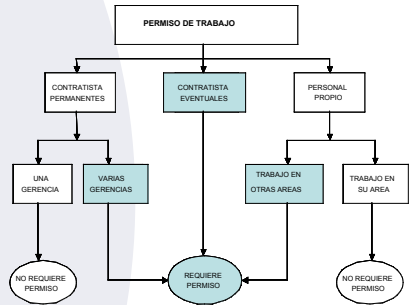 PERMISO DE TRABAJO
CONTRATISTA
PERMANENTES
CONTRATISTA
EVENTUALES
PERSONAL
PROPIO
UNA
GERENCIA
VARIAS
GERENCIAS
TRABAJO EN
OTRAS AREAS
TRABAJO EN
SU AREA
NO REQUIERE
PERMISO
REQUIERE
PERMISO
NO REQUIERE
PERMISO